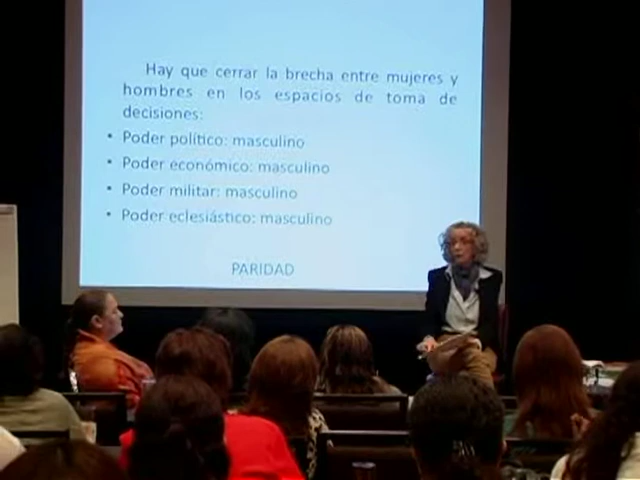 Hay que cerrar la brecha entre mujeres y
hombres en los espacios de toma de
decisiones:
• Poder político: masculino
• Poder económico: masculino
• Poder militar: masculino
• Poder eclesiástico: masculino
PARIDAD